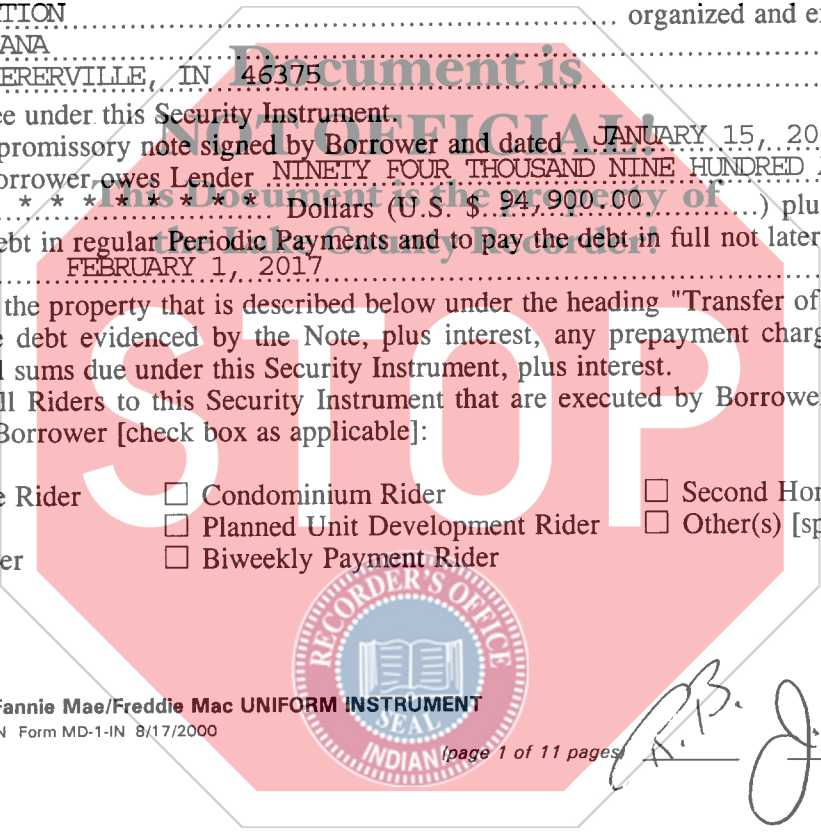 TION organized and e
ANA
ERERVILLE, IN 46375
Document is
ee under this Security Instrument.
NOT OFFICIAL!
promissory note signed by Borrower and dated JANUARY 15, 20
orrower owes Lender NINETY FOUR THOUSAND NINE HUNDRED A
This Document is the property of
* * * * * * * * Dollars (U.S. $ 94,900.00 ) plu
ebt in regular Periodic Payments and to pay the debt in full not later
the Lake County Recorder!
FEBRUARY 1, 2017
the property that is described below under the heading "Transfer of
e debt evidenced by the Note, plus interest, any prepayment charg
l sums due under this Security Instrument, plus interest.
ll Riders to this Security Instrument that are executed by Borrowe
Borrower [check box as applicable]:
STOP
e Rider □ Condominium Rider □ Second Hom
□ Planned Unit Development Rider □ Other(s) [sp
er □ Biweekly Payment Rider
RECORDER'S OFFICE
SEAL
INDIANA
Fannie Mae/Freddie Mac UNIFORM INSTRUMENT
N Form MD-1-IN 8/17/2000
(page 1 of 11 pages)
R.B. J.